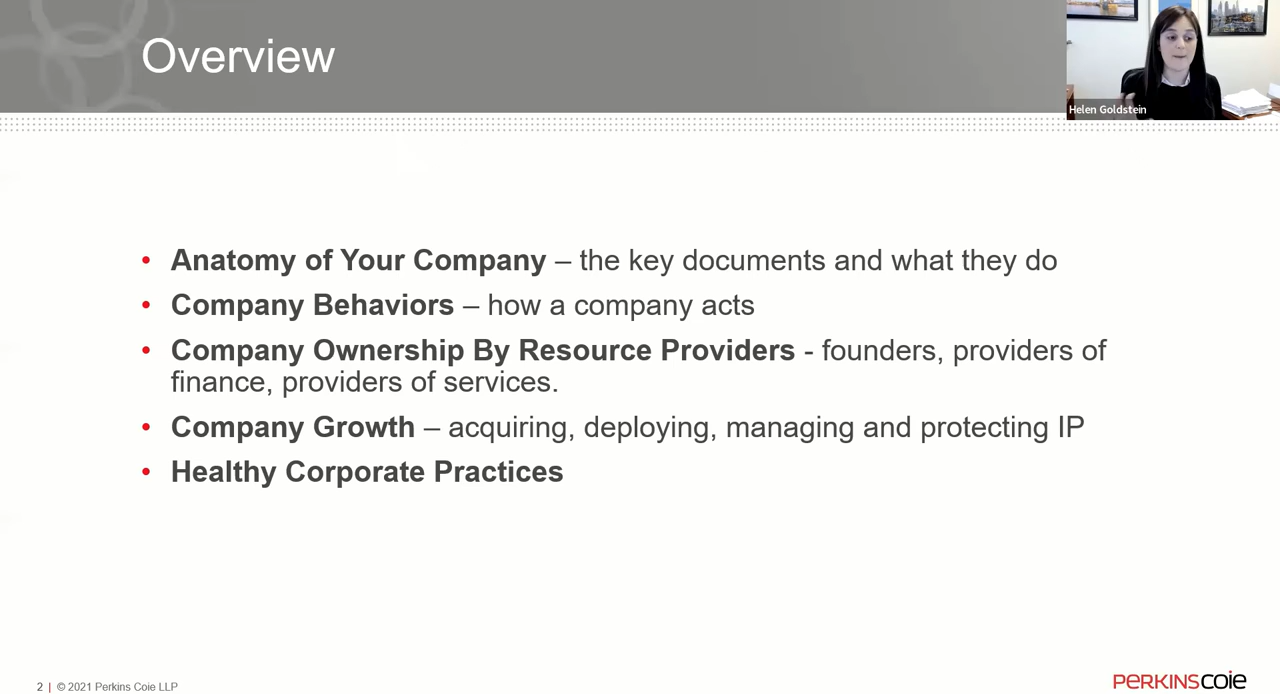 Overview
Helen Goldstein
• Anatomy of Your Company – the key documents and what they do
• Company Behaviors – how a company acts
• Company Ownership By Resource Providers - founders, providers of
finance, providers of services.
• Company Growth – acquiring, deploying, managing and protecting IP
• Healthy Corporate Practices
2 | © 2021 Perkins Coie LLP
PERKINSCOIE